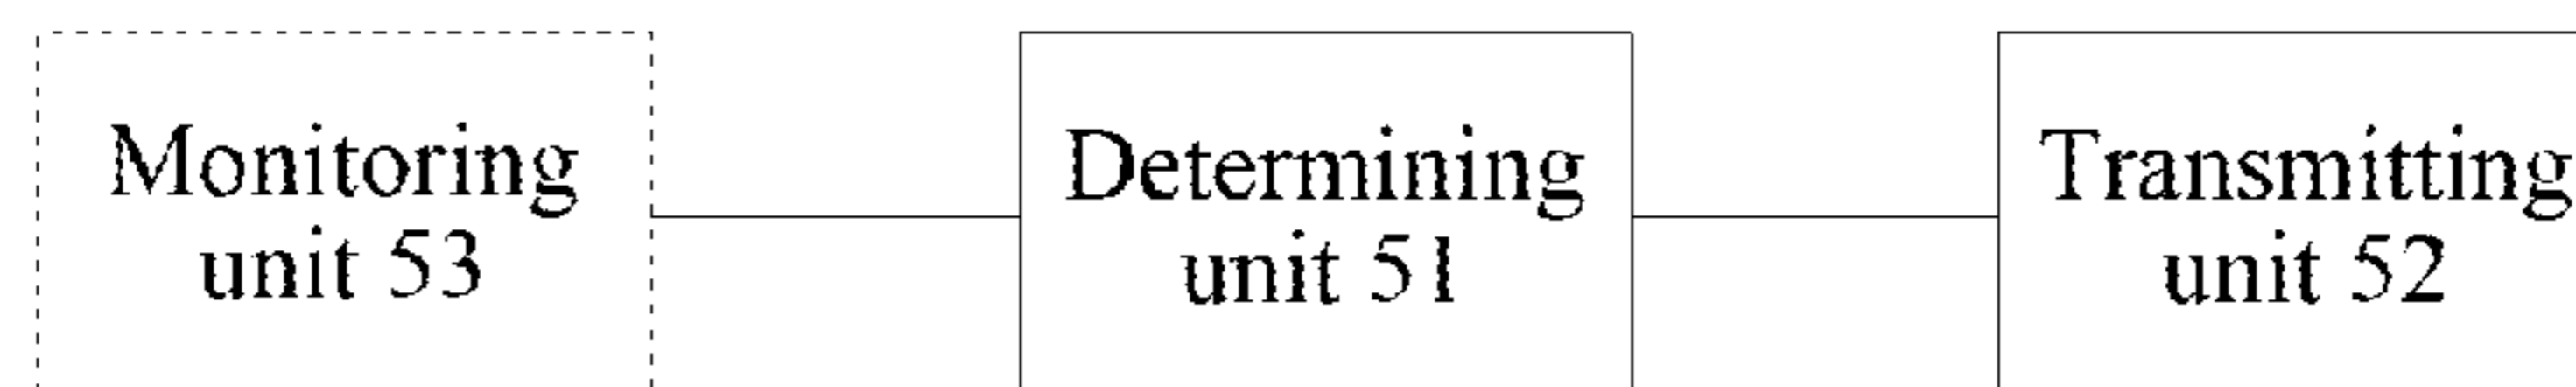 Monitoring
unit 53
Determining
unit 51
Transmitting
unit 52